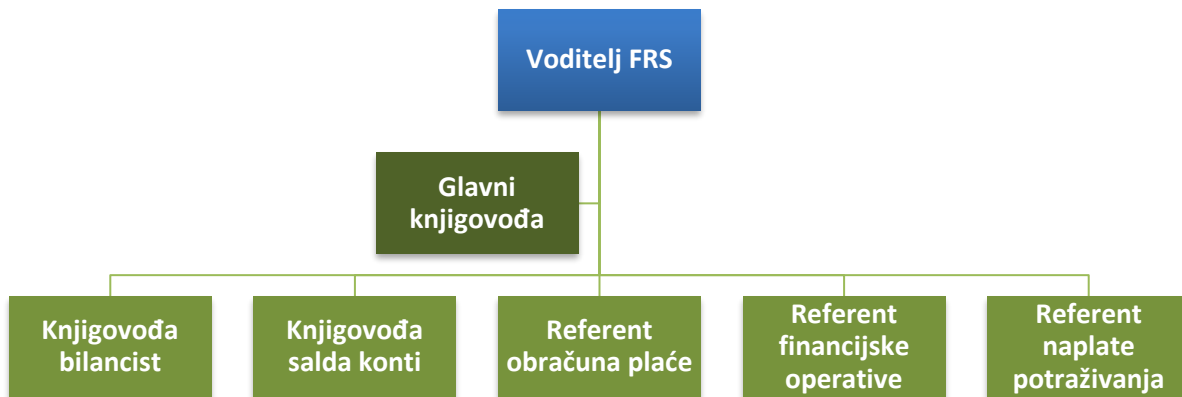 Voditelj FRS
Glavni
knjigovođa
Knjigovođa
bilancist
Knjigovođa
salda konti
Referent
obračuna plaće
Referent
financijske
operative
Referent
naplate
potraživanja